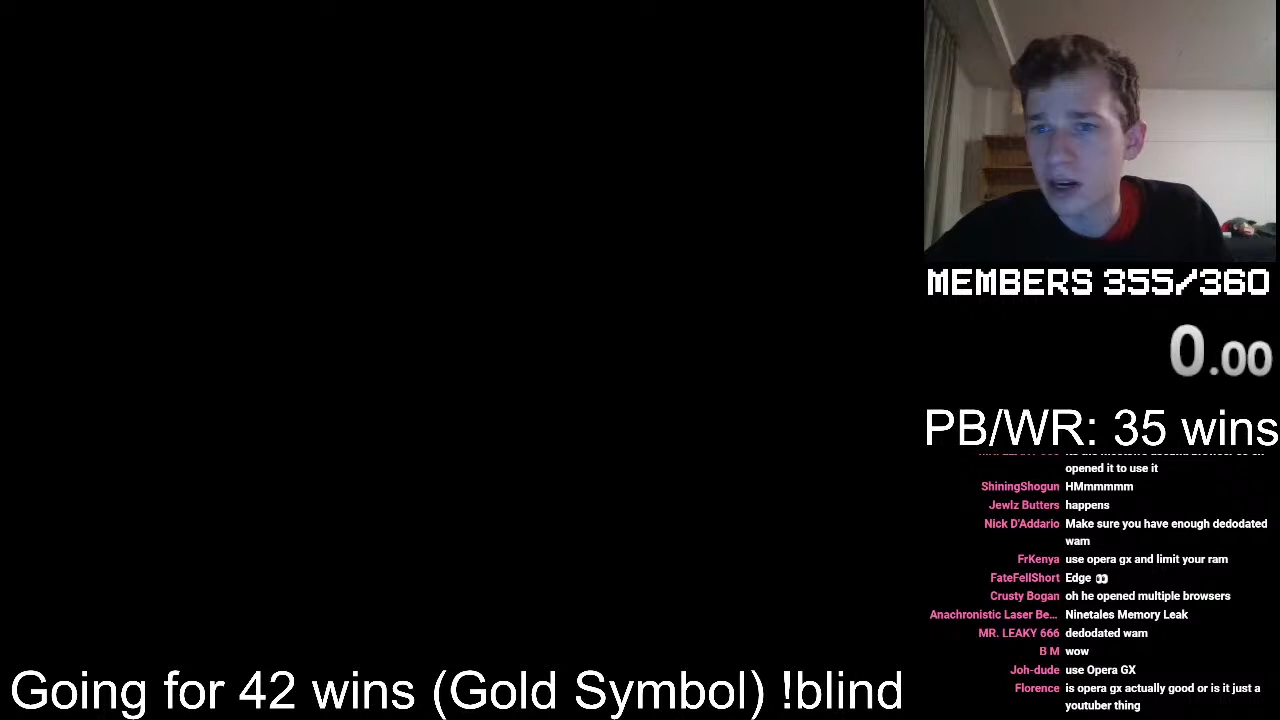 MEMBERS 355/360
0.00
PB/WR: 35 wins
opened it to use it
ShiningShogun HMmmmmm
Jewlz Butters happens
Nick D'Addario Make sure you have enough dedodated
wam
FrKenya use opera gx and limit your ram
FateFellShort Edge 👀
Crusty Bogan oh he opened multiple browsers
Anachronistic Laser Be... Ninetales Memory Leak
MR. LEAKY 666 dedodated wam
B M wow
Joh-dude use Opera GX
Florence is opera gx actually good or is it just a
youtuber thing
Going for 42 wins (Gold Symbol) !blind